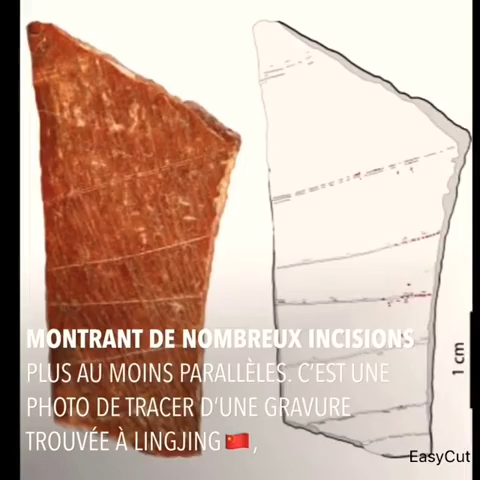 MONTRANT DE NOMBREUX INCISIONS
PLUS AU MOINS PARALLÈLES. C'EST UNE
PHOTO DE TRACER D'UNE GRAVURE
TROUVÉE À LINGJING🇨🇳,
1 cm
EasyCut